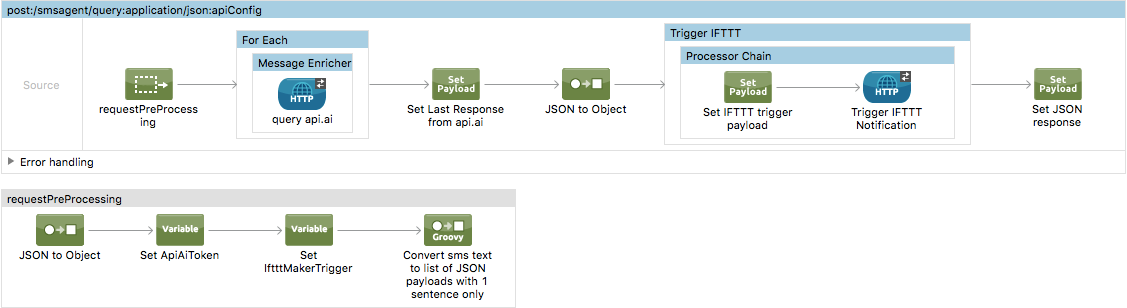 post:/smsagent/query:application/json:apiConfig
Source
requestPreProcess
ing
For Each
Message Enricher
HTTP
query api.ai
Set
Payload
Set Last Response
from api.ai
JSON to Object
Trigger IFTTT
Processor Chain
Set
Payload
Set IFTTT trigger
payload
HTTP
Trigger IFTTT
Notification
Set
Payload
Set JSON
response
Error handling
requestPreProcessing
JSON to Object
Variable
Set ApiAiToken
Variable
Set
IftttMakerTrigger
Groovy
Convert sms text
to list of JSON
payloads with 1
sentence only